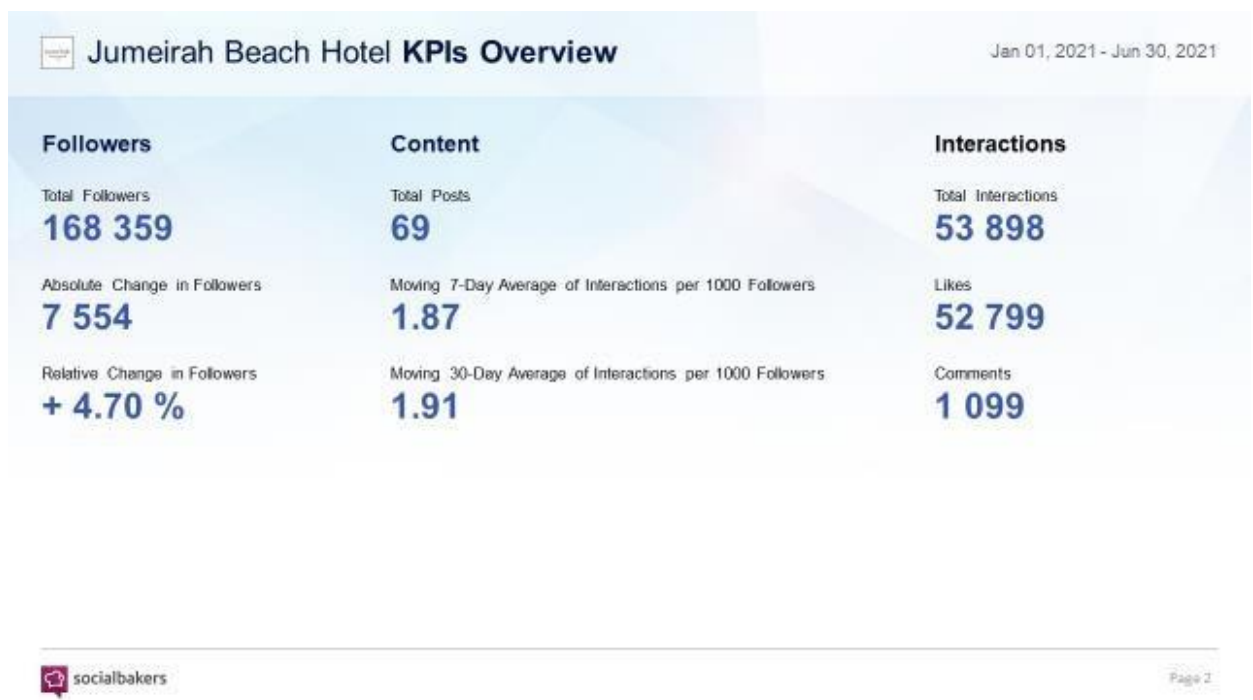 Jumeirah Beach Hotel KPIs Overview
Jan 01, 2021 - Jun 30, 2021
Followers
Total Followers
168 359
Absolute Change in Followers
7 554
Relative Change in Followers
+ 4.70 %
Content
Total Posts
69
Moving 7-Day Average of Interactions per 1000 Followers
1.87
Moving 30-Day Average of Interactions per 1000 Followers
1.91
Interactions
Total Interactions
53 898
Likes
52 799
Comments
1 099
socialbakers
Page 2